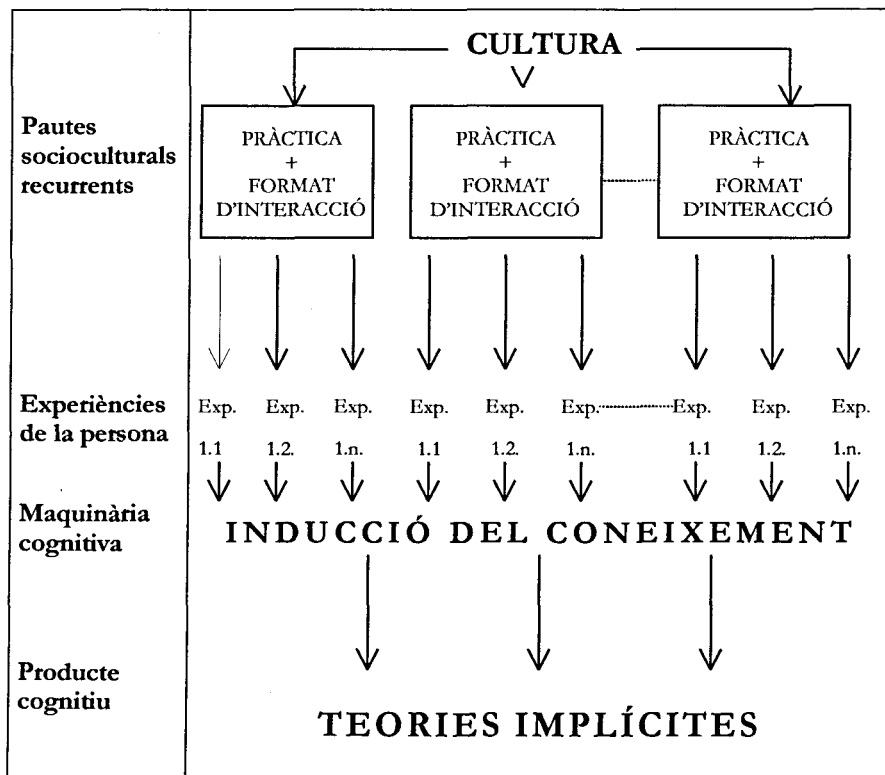 CULTURA
Pautes
socioculturals
recurrents
PRÀCTICA
+
FORMAT
D'INTERACCIÓ
PRÀCTICA
+
FORMAT
D'INTERACCIÓ
PRÀCTICA
+
FORMAT
D'INTERACCIÓ
Experiències
de la persona
Exp. Exp. Exp. Exp. Exp. Exp. Exp. Exp. Exp.
1.1 1.2. 1.n. 1.1 1.2. 1.n. 1.1 1.2. 1.n.
Maquinària
cognitiva
INDUCCIÓ DEL CONEIXEMENT
Producte
cognitiu
TEORIES IMPLÍCITES